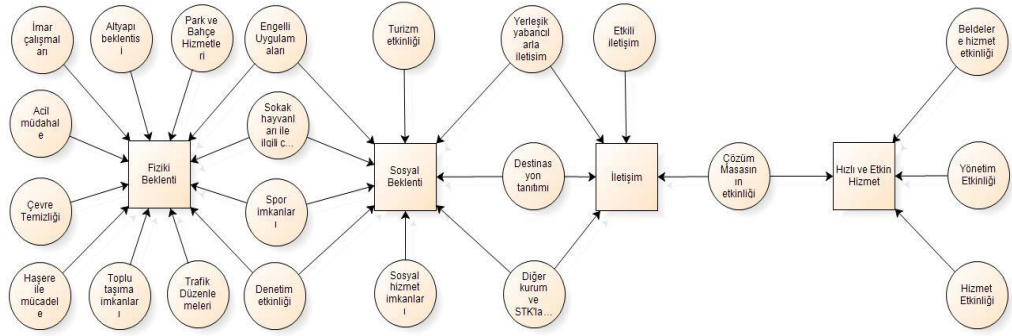 İmar
çalışmal
arı
Altyapı
beklentis
i
Park ve
Bahçe
Hizmetle
ri
Engelli
Uygulam
aları
Turizm
etkinliği
Yerleşik
yabancıl
arla
iletişim
Etkili
iletişim
Beldeler
e hizmet
etkinliği
Acil
müdahal
e
Fiziki
Beklenti
Sokak
hayvanl
arı ile
ilgili ç...
Sosyal
Beklenti
Destinas
yon
tanıtımı
İletişim
Çözüm
Masasın
ın
etkinliği
Hızlı ve Etkin
Hizmet
Yönetim
Etkinliği
Çevre
Temizliği
Spor
imkanlar
ı
Haşere
ile
mücadel
e
Toplu
taşıma
imkanlar
ı
Trafik
Düzenle
meleri
Denetim
etkinliği
Sosyal
hizmet
imkanlar
ı
Diğer
kurum
ve
STK'la...
Hizmet
Etkinliği